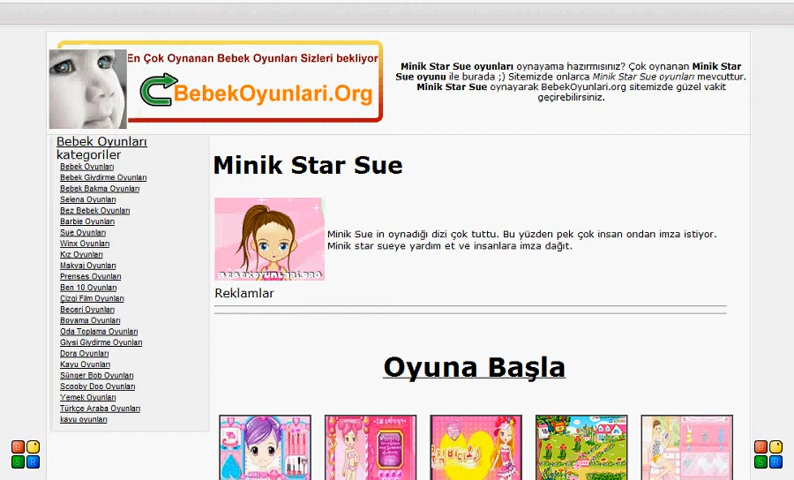 En Çok Oynanan Bebek Oyunları Sizleri bekliyor
BebekOyunlari.Org
Minik Star Sue oyunları oynayama hazırmısınız? Çok oynanan Minik Star
Sue oyunu ile burada ;) Sitemizde onlarca Minik Star Sue oyunları mevcuttur.
Minik Star Sue oynayarak BebekOyunlari.org sitemizde güzel vakit
geçirebilirsiniz.
Bebek Oyunları
kategoriler
Bebek Oyunları
Bebek Giydirme Oyunları
Bebek Bakma Oyunları
Selena Oyunları
Bez Bebek Oyunları
Barbie Oyunları
Sue Oyunları
Winx Oyunları
Kız Oyunları
Makyaj Oyunları
Prenses Oyunları
Ben 10 Oyunları
Çizgi Film Oyunları
Beceri Oyunları
Boyama Oyunları
Oda Toplama Oyunları
Giysi Giydirme Oyunları
Dora Oyunları
Kayu Oyunları
Sünger Bob Oyunları
Scooby Doo Oyunları
Yemek Oyunları
Türkçe Araba Oyunları
kayu oyunları
Minik Star Sue
BEBEKOYUNLARI.PRO
Minik Sue in oynadığı dizi çok tuttu. Bu yüzden pek çok insan ondan imza istiyor.
Minik star sueye yardım et ve insanlara imza dağıt.
Reklamlar
Oyuna Başla
B
S R
B
S R